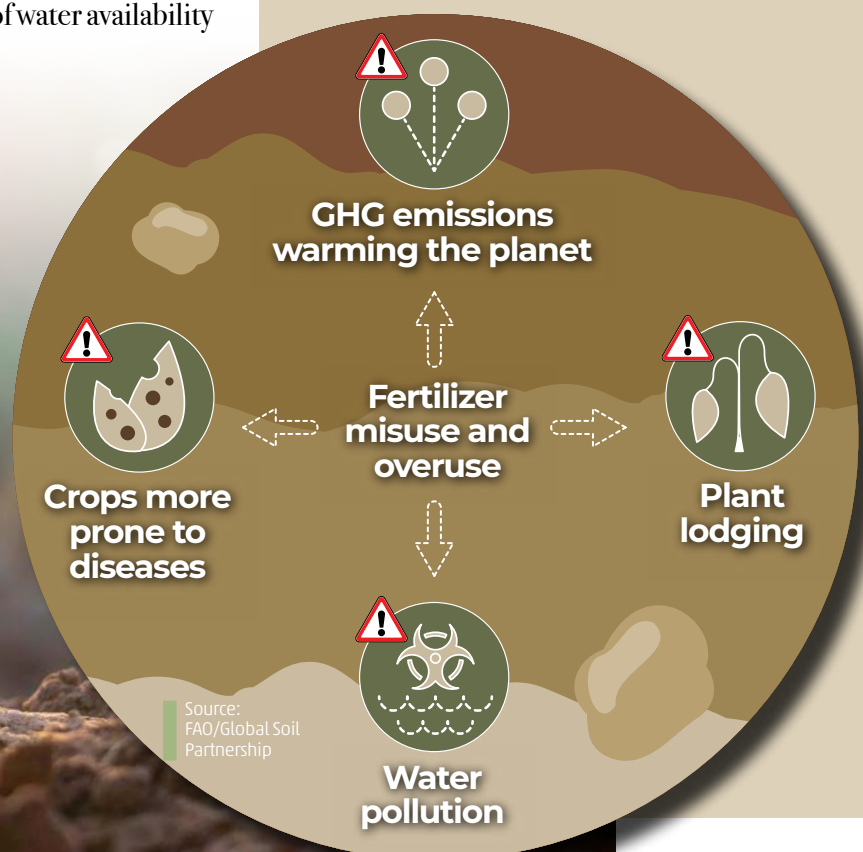 of water availability
GHG emissions
warming the planet
Fertilizer
misuse and
overuse
Crops more
prone to
diseases
Plant
lodging
Source:
FAO/Global Soil
Partnership
Water
pollution